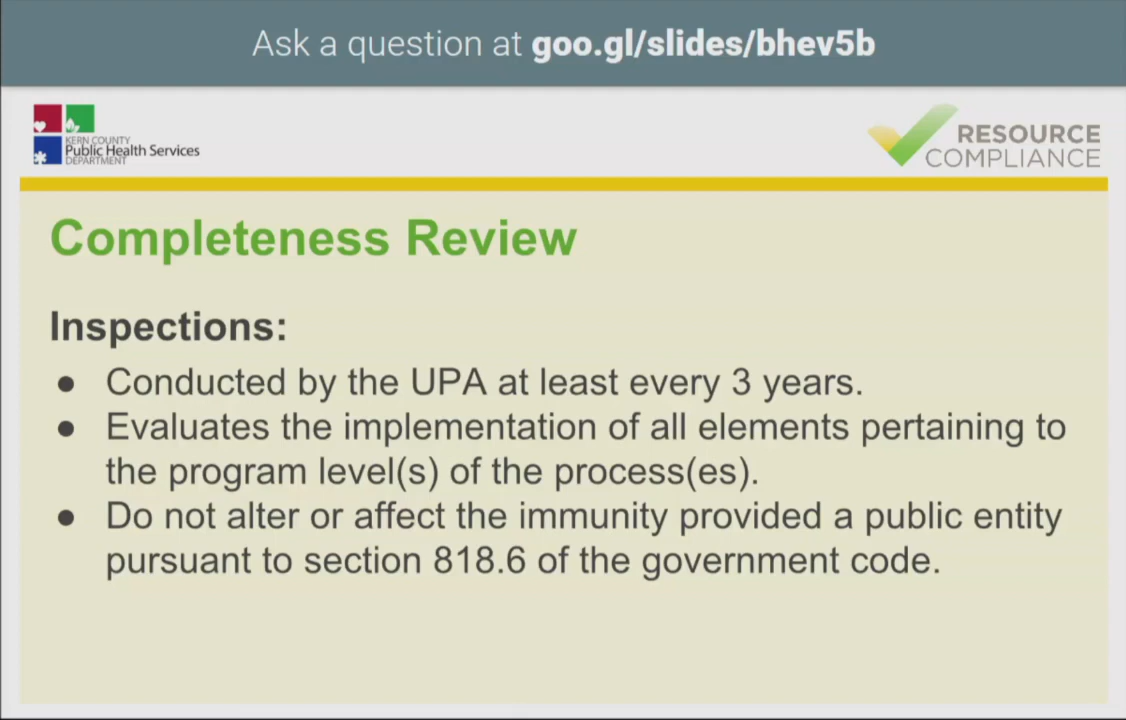 Ask a question at goo.gl/slides/bhev5b
KERN COUNTY
Public Health Services
DEPARTMENT
RESOURCE
COMPLIANCE
Completeness Review
Inspections:
● Conducted by the UPA at least every 3 years.
● Evaluates the implementation of all elements pertaining to
the program level(s) of the process(es).
● Do not alter or affect the immunity provided a public entity
pursuant to section 818.6 of the government code.